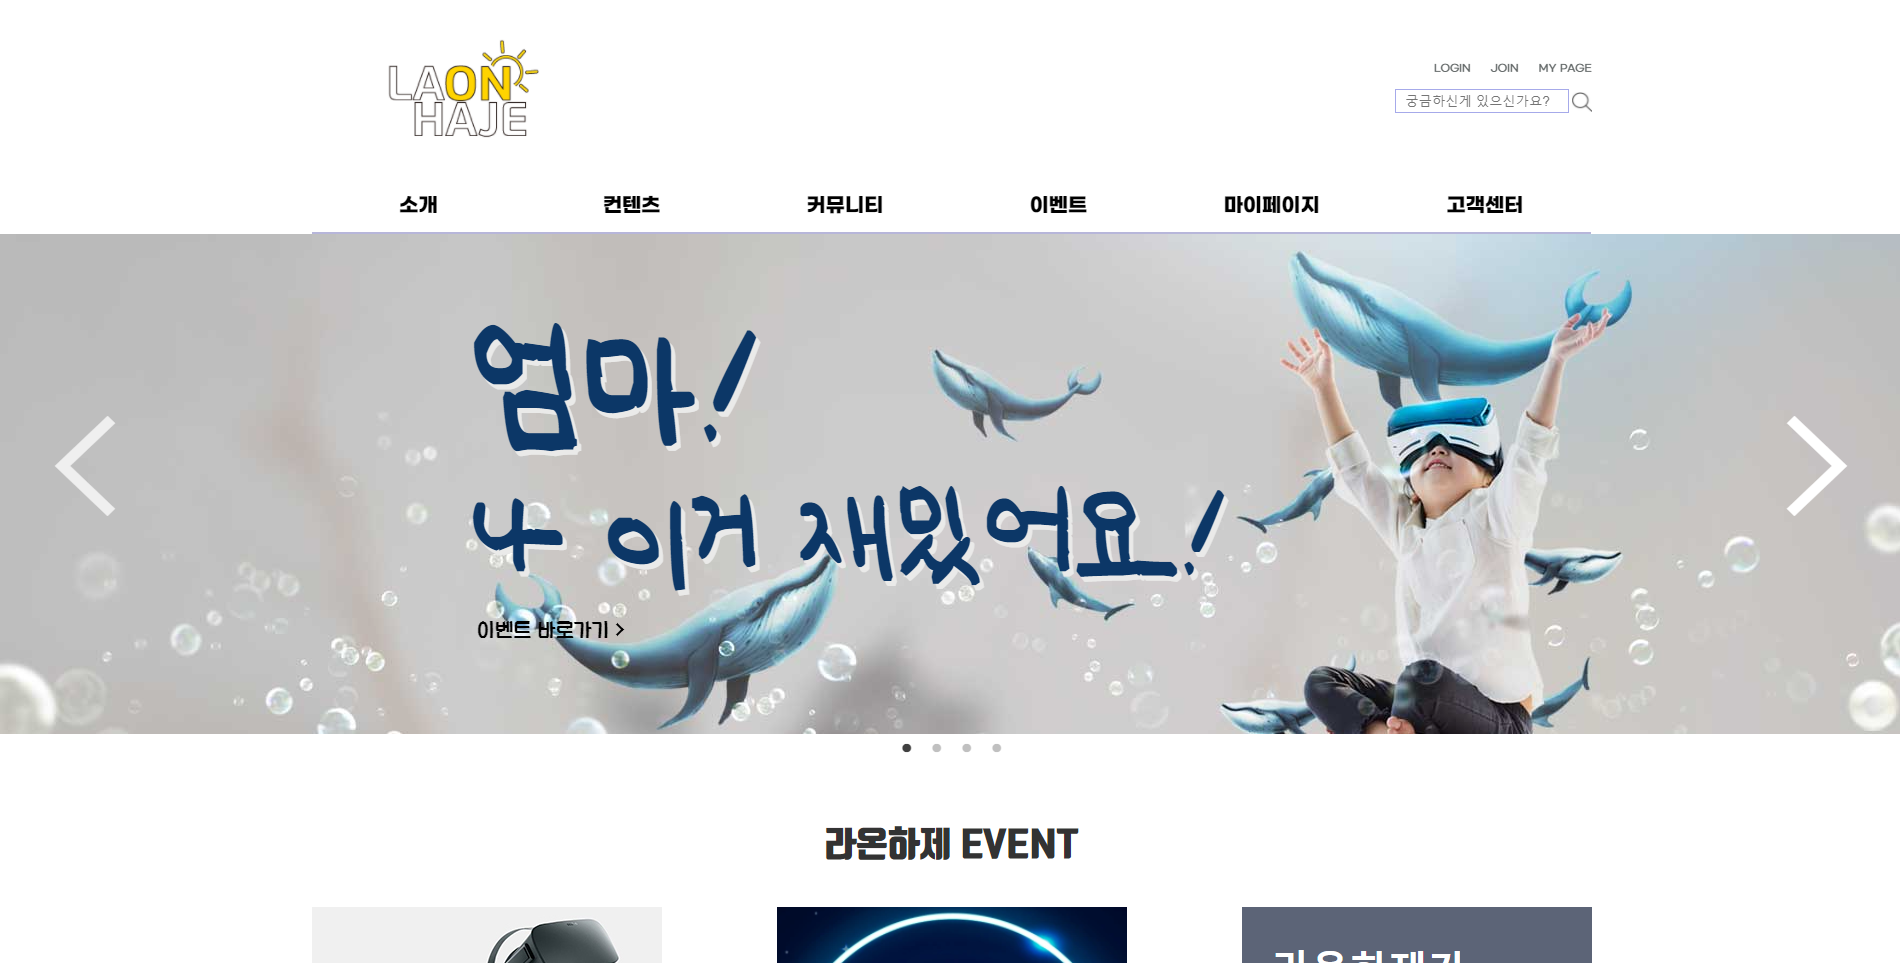 LAON
HAJE
LOGIN JOIN MY PAGE
궁금하신게 있으신가요?
소개 컨텐츠 커뮤니티 이벤트 마이페이지 고객센터
엄마!
나 이거 재밌어요!
이벤트 바로가기 >
라온하제 EVENT